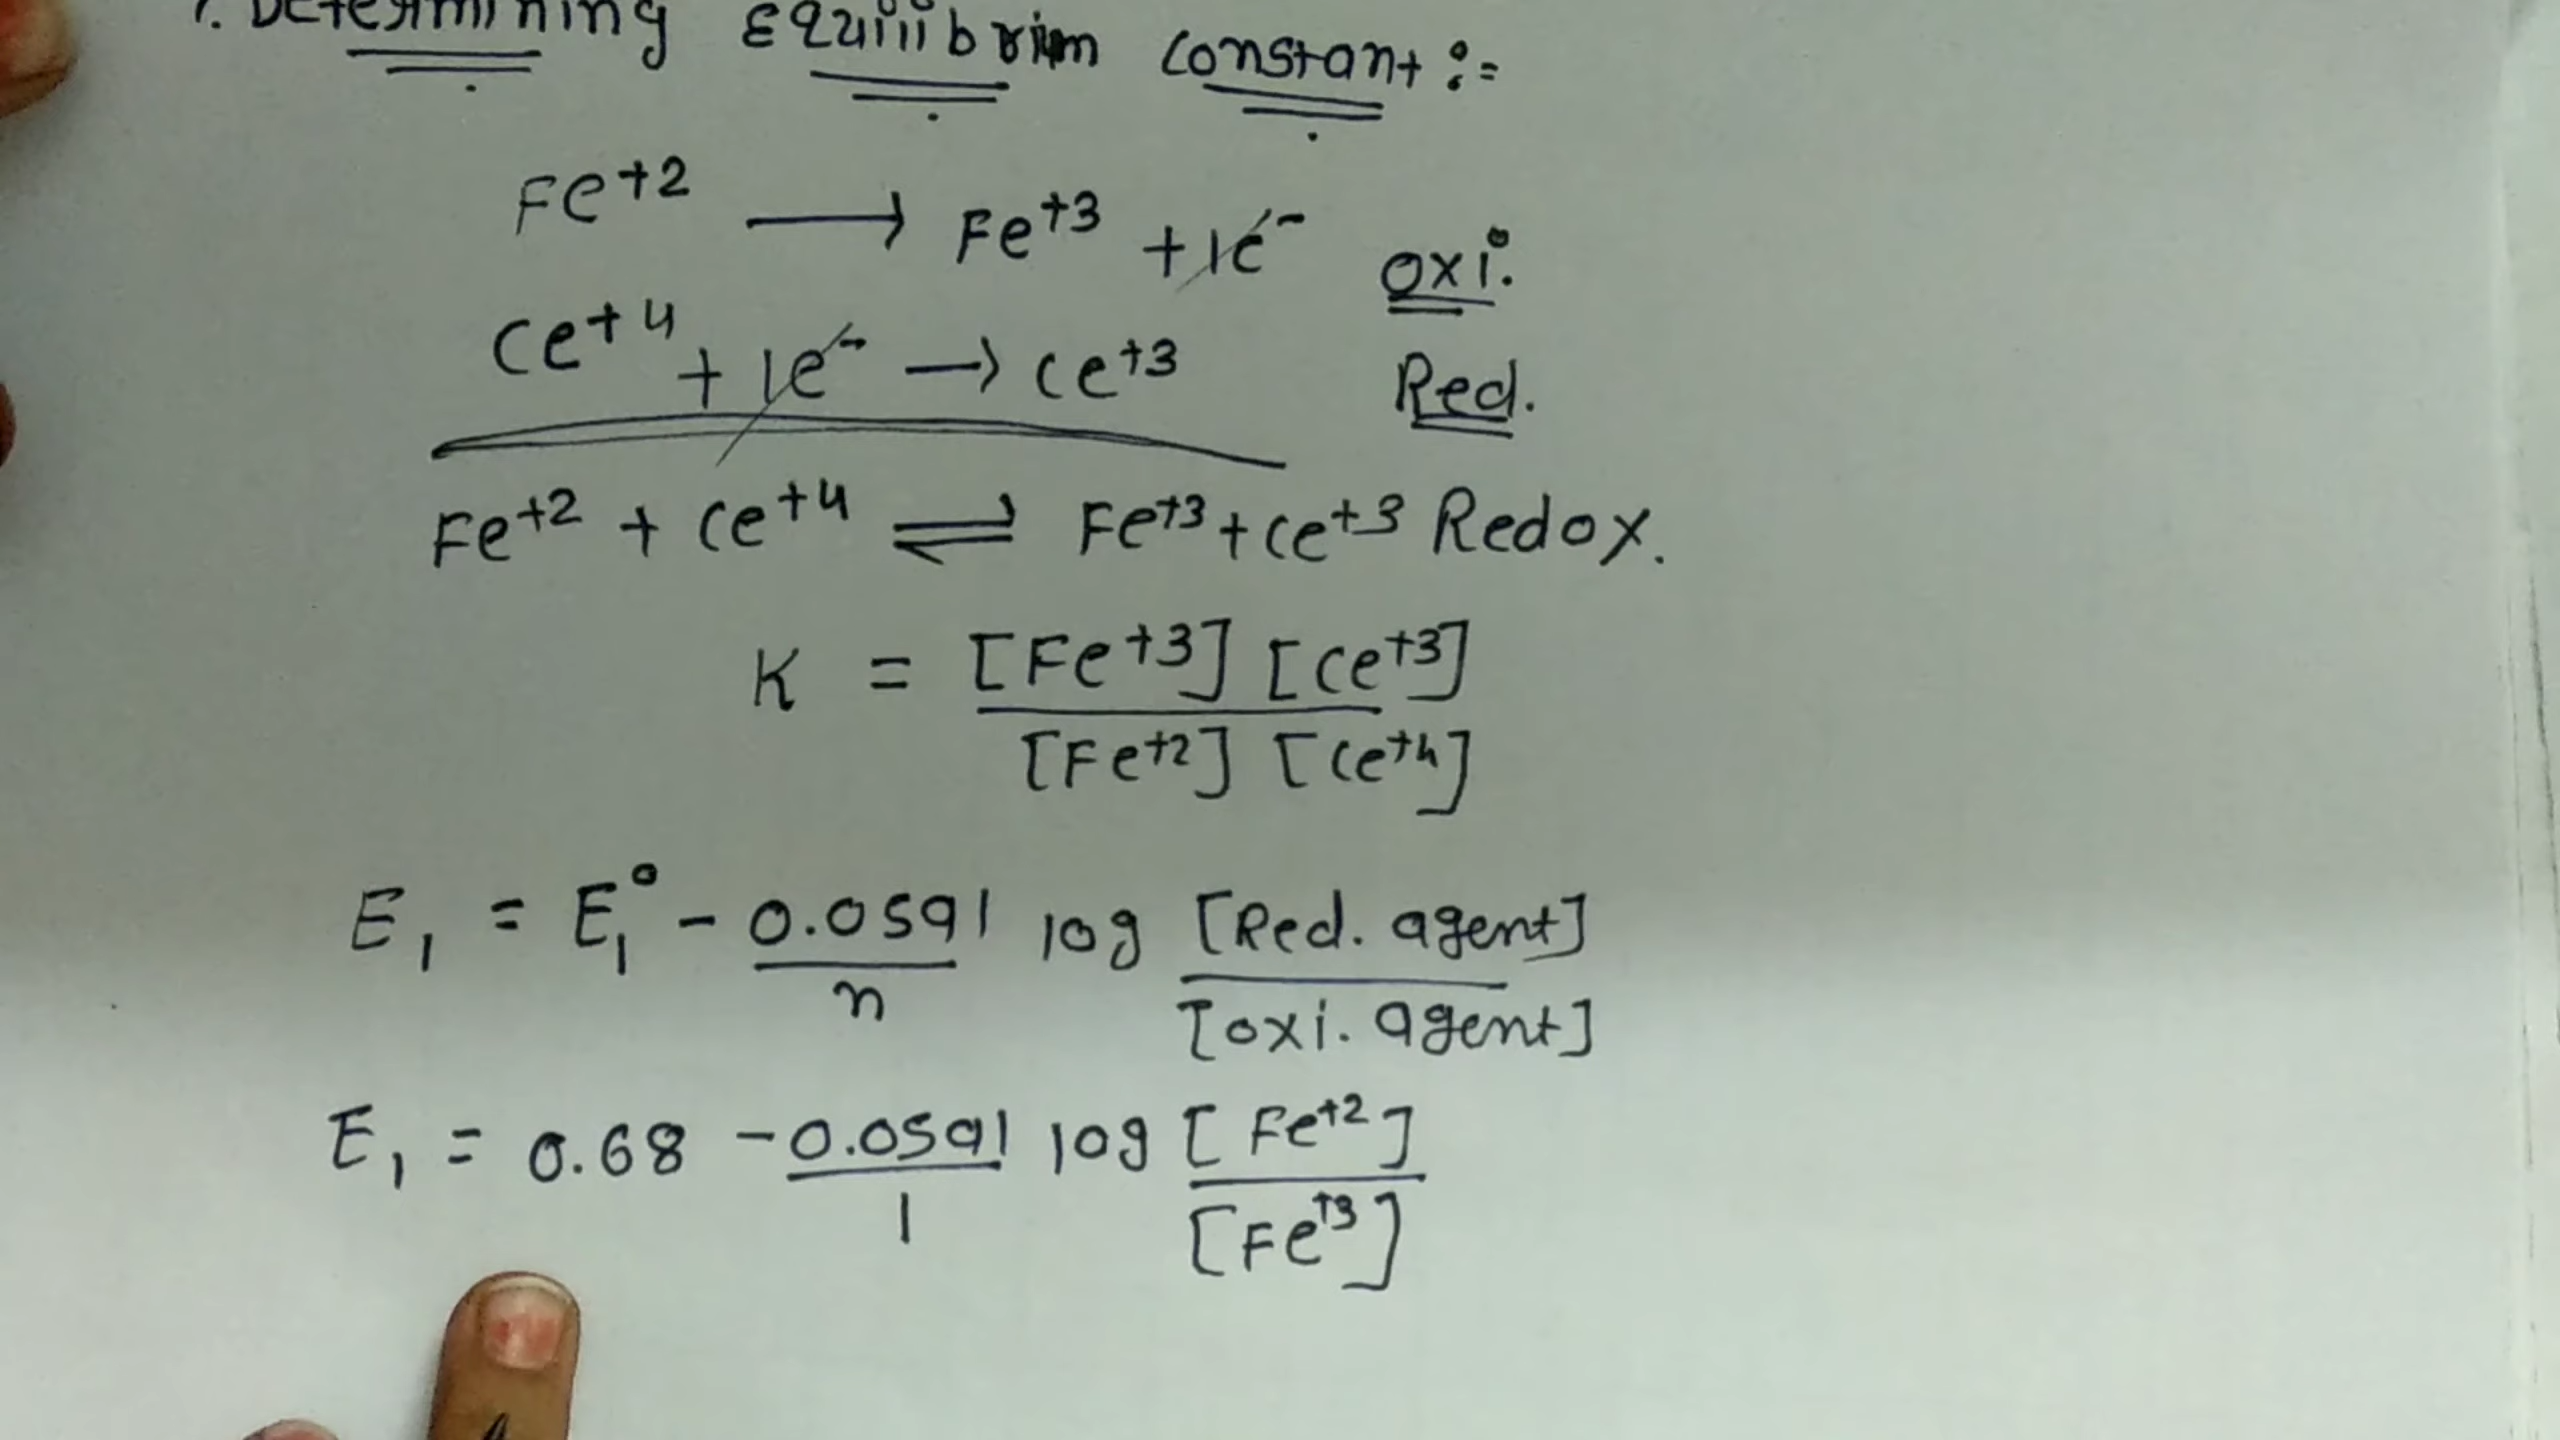 1. Determining Equilibrium Constant :=
Fe+2 ⟶ Fe+3 + 1e- oxi.
Ce+4 + 1e- → Ce+3 Red.
Fe+2 + Ce+4 ⇌ Fe+3 + Ce+3 Redox.
K = [Fe+3] [Ce+3]
[Fe+2] [Ce+4]
E1 = E1° - 0.0591 log [Red. agent]
n [oxi. agent]
E1 = 0.68 - 0.0591 log [Fe+2]
1 [Fe+3]